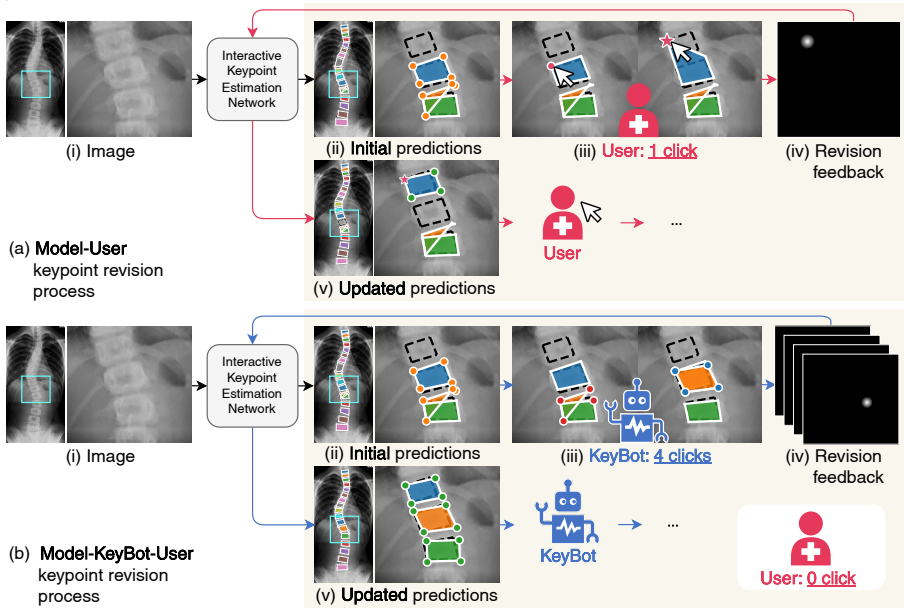 Interactive
Keypoint
Estimation
Network
(i) Image
(ii) Initial predictions
(iii) User: 1 click
(iv) Revision
feedback
(a) Model-User
keypoint revision
process
User
...
(v) Updated predictions
Interactive
Keypoint
Estimation
Network
(i) Image
(ii) Initial predictions
(iii) KeyBot: 4 clicks
(iv) Revision
feedback
(b) Model-KeyBot-User
keypoint revision
process
KeyBot
...
(v) Updated predictions
User: 0 click